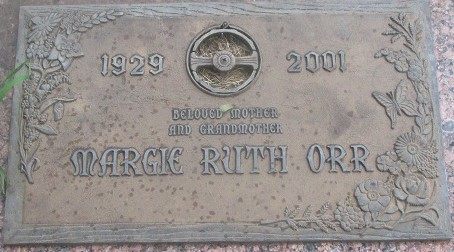 1929 2001
BELOVED MOTHER
AND GRANDMOTHER
MARGIE RUTH ORR